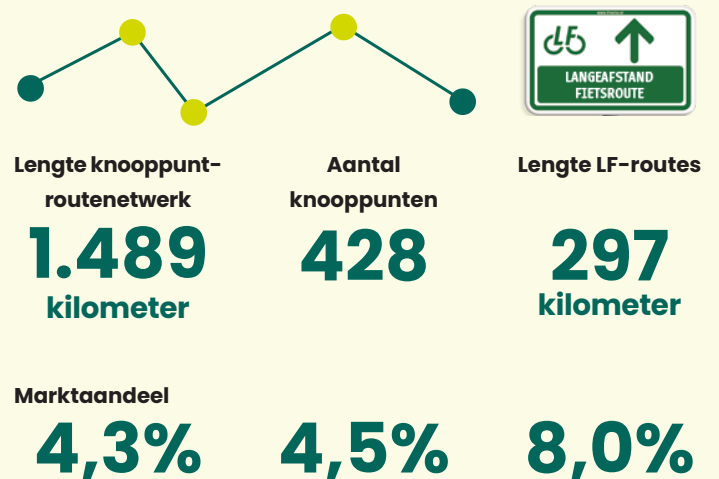 LF
LANGEAFSTAND
FIETSROUTE
Lengte knooppunt-
routenetwerk
1.489
kilometer
Aantal
knooppunten
428
Lengte LF-routes
297
kilometer
Marktaandeel
4,3%
4,5%
8,0%